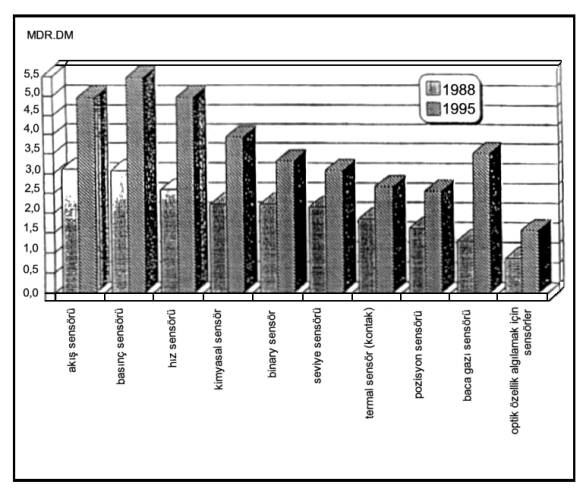 MDR.DM
5,5
5,0
4,5
4,0
3,5
3,0
2,5
2,0
1,5
1,0
0,5
0,0
1988
1995
akış sensörü
basınç sensörü
hız sensörü
kimyasal sensör
binary sensör
seviye sensörü
termal sensör (kontak)
pozisyon sensörü
baca gazı sensörü
optik özellik algılamak için
sensörler